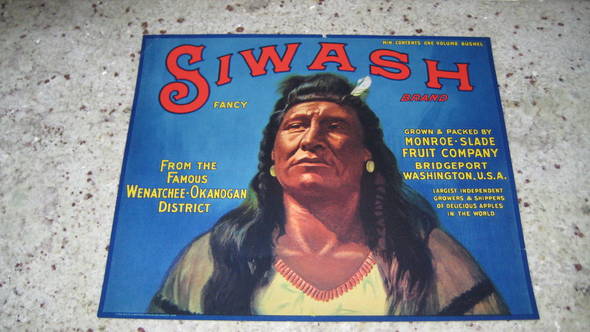 MIN. CONTENTS ONE VOLUME BUSHEL
SIWASH
FANCY
BRAND
GROWN & PACKED BY
MONROE-SLADE
FRUIT COMPANY
BRIDGEPORT
WASHINGTON, U.S.A.
LARGEST INDEPENDENT
GROWERS & SHIPPERS
OF DELICIOUS APPLES
IN THE WORLD
FROM THE
FAMOUS
WENATCHEE-OKANOGAN
DISTRICT